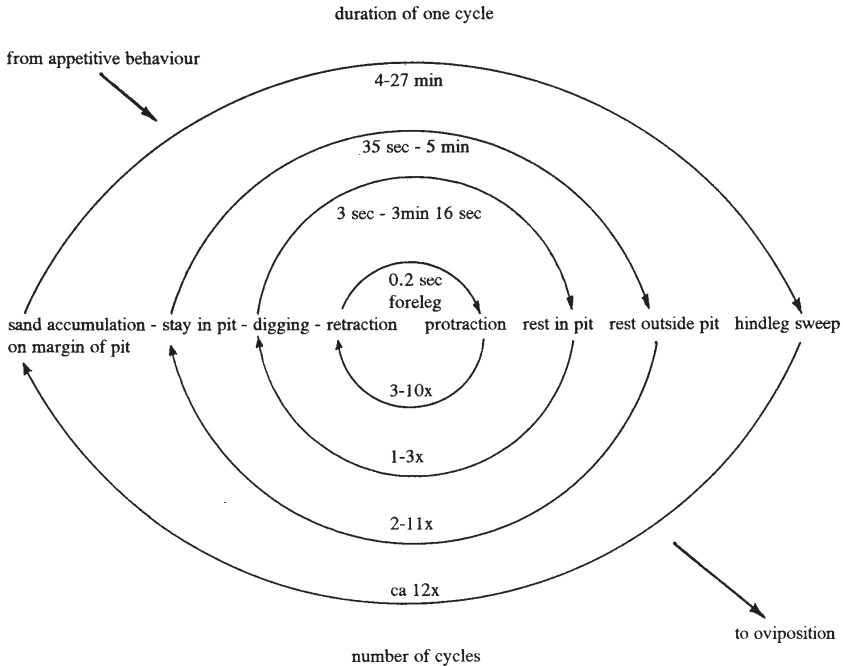 duration of one cycle
from appetitive behaviour
4-27 min
35 sec - 5 min
3 sec - 3min 16 sec
0.2 sec
foreleg
sand accumulation - stay in pit - digging - retraction protraction rest in pit rest outside pit hindleg sweep
on margin of pit
3-10x
1-3x
2-11x
ca 12x
to oviposition
number of cycles